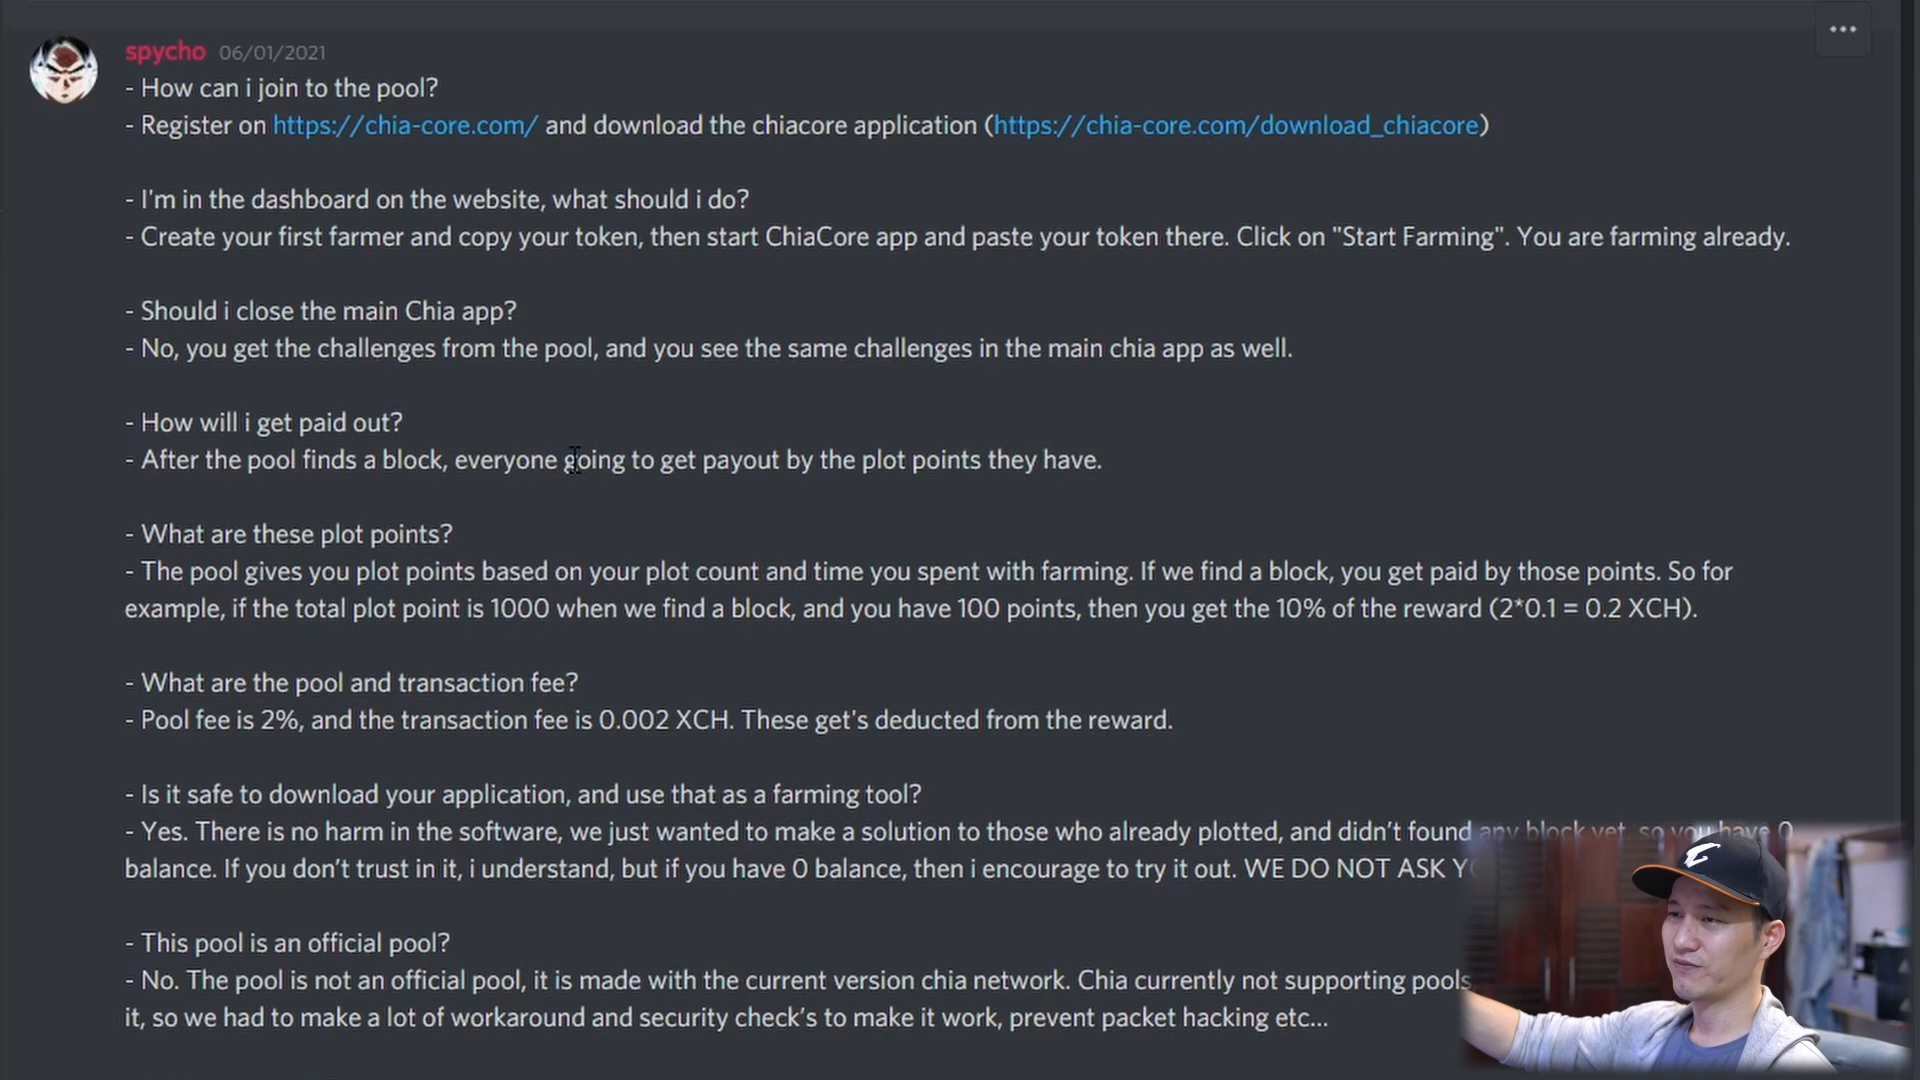 spycho 06/01/2021
- How can i join to the pool?
- Register on https://chia-core.com/ and download the chiacore application (https://chia-core.com/download_chiacore)
- I'm in the dashboard on the website, what should i do?
- Create your first farmer and copy your token, then start ChiaCore app and paste your token there. Click on "Start Farming". You are farming already.
- Should i close the main Chia app?
- No, you get the challenges from the pool, and you see the same challenges in the main chia app as well.
- How will i get paid out?
- After the pool finds a block, everyone going to get payout by the plot points they have.
- What are these plot points?
- The pool gives you plot points based on your plot count and time you spent with farming. If we find a block, you get paid by those points. So for
example, if the total plot point is 1000 when we find a block, and you have 100 points, then you get the 10% of the reward (2*0.1 = 0.2 XCH).
- What are the pool and transaction fee?
- Pool fee is 2%, and the transaction fee is 0.002 XCH. These get's deducted from the reward.
- Is it safe to download your application, and use that as a farming tool?
- Yes. There is no harm in the software, we just wanted to make a solution to those who already plotted, and didn't found any block yet, so you have 0
balance. If you don't trust in it, i understand, but if you have 0 balance, then i encourage to try it out. WE DO NOT ASK
- This pool is an official pool?
- No. The pool is not an official pool, it is made with the current version chia network. Chia currently not supporting pools
it, so we had to make a lot of workaround and security check's to make it work, prevent packet hacking etc...